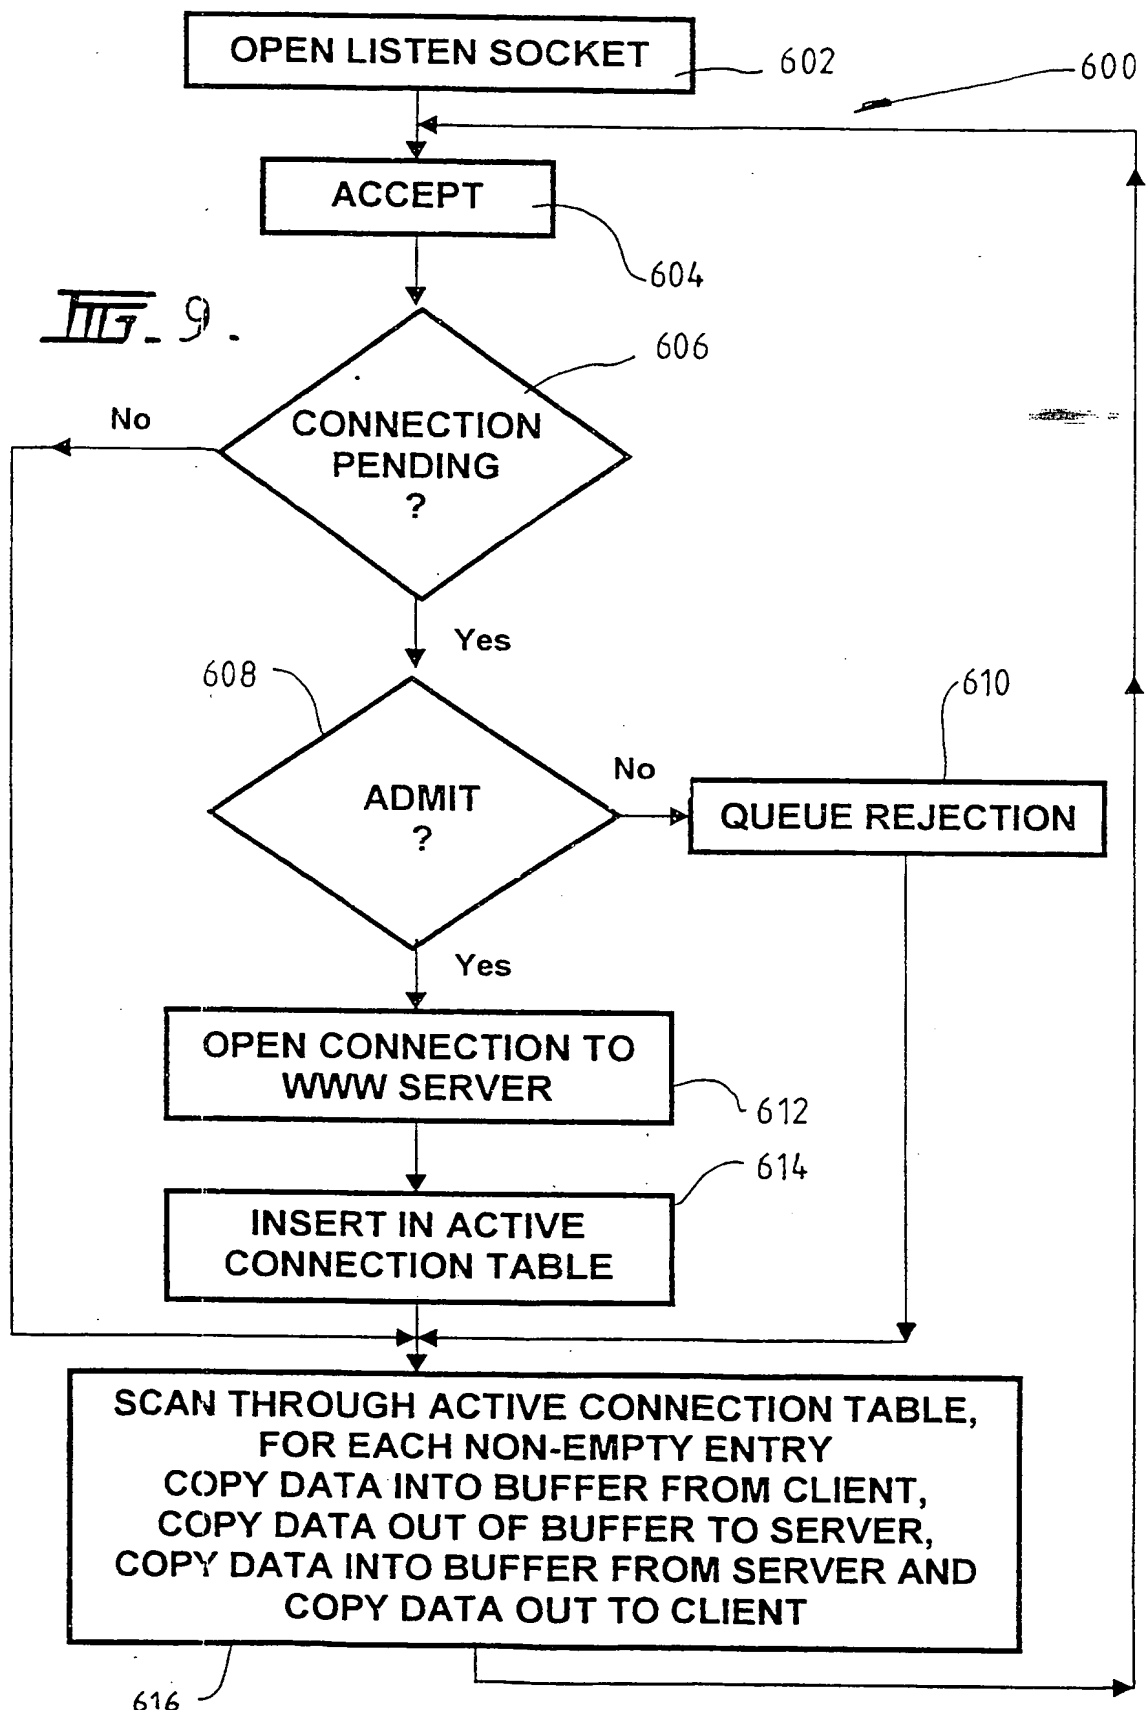 OPEN LISTEN SOCKET
602
600
ACCEPT
604
FIG. 9.
606
CONNECTION
PENDING
?
No
Yes
608
610
ADMIT
?
No
QUEUE REJECTION
Yes
OPEN CONNECTION TO
WWW SERVER
612
614
INSERT IN ACTIVE
CONNECTION TABLE
SCAN THROUGH ACTIVE CONNECTION TABLE,
FOR EACH NON-EMPTY ENTRY
COPY DATA INTO BUFFER FROM CLIENT,
COPY DATA OUT OF BUFFER TO SERVER,
COPY DATA INTO BUFFER FROM SERVER AND
COPY DATA OUT TO CLIENT
616